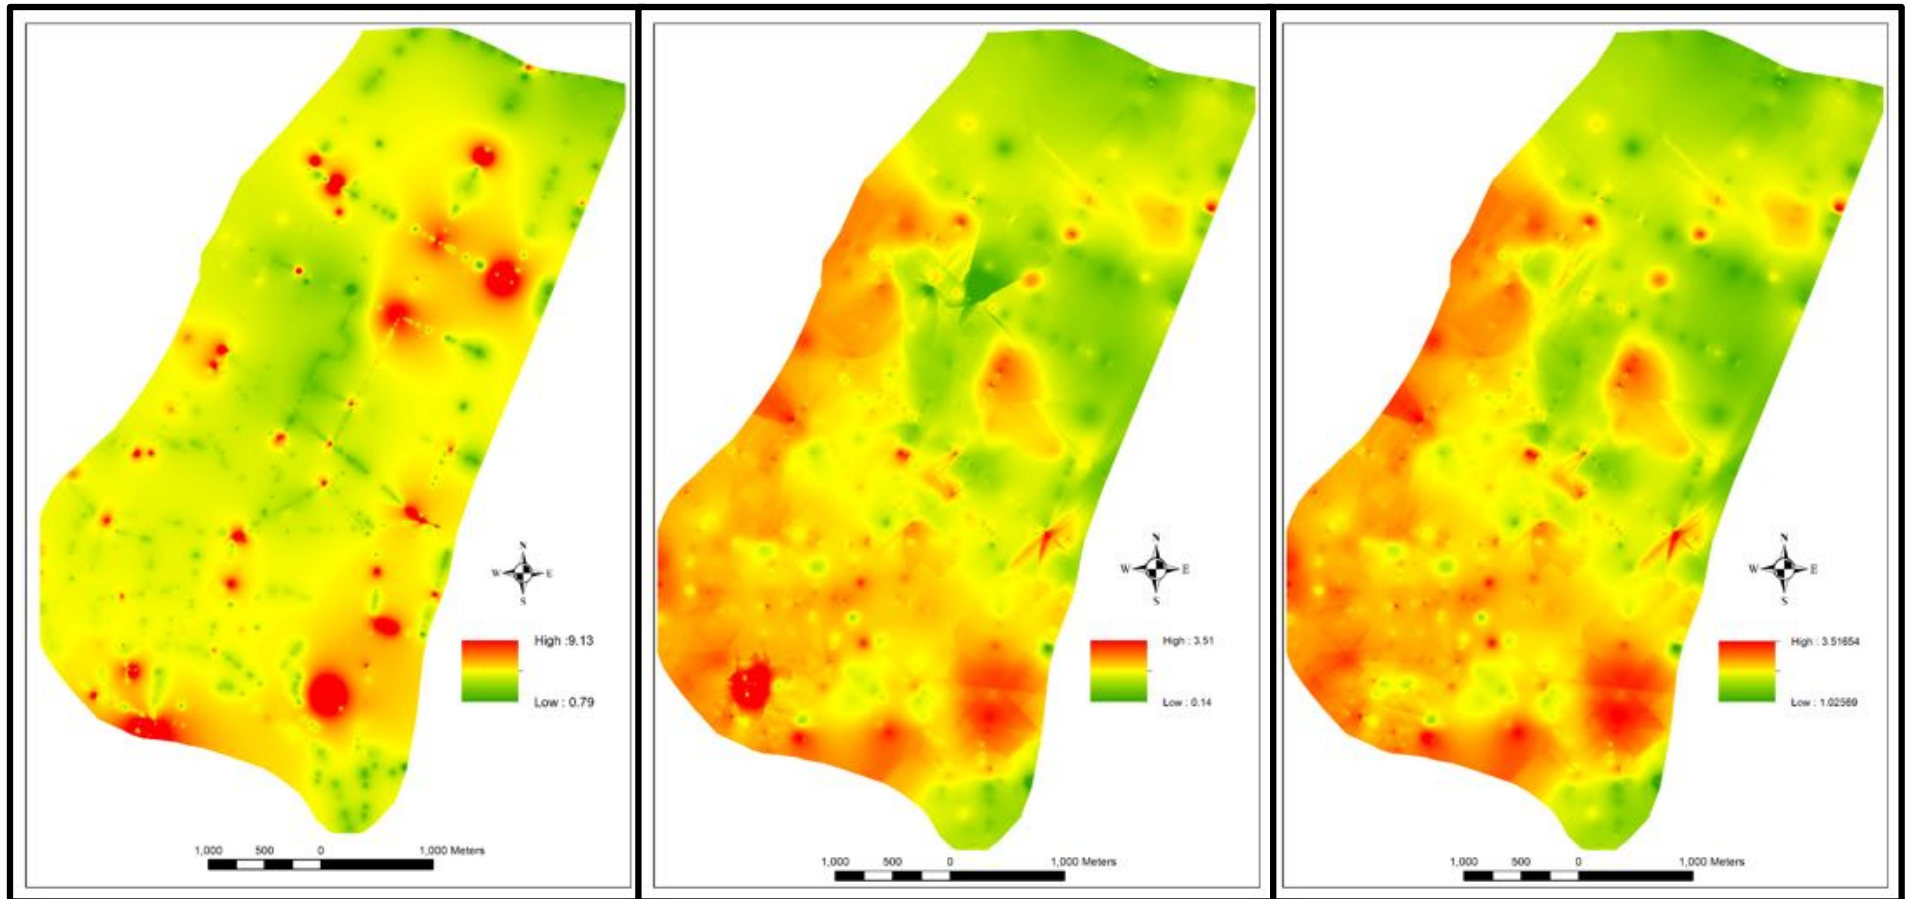 N
W E
S
High :9.13
Low : 0.79
1,000 500 0 1,000 Meters
N
W E
S
High : 3.51
Low : 0.14
1,000 500 0 1,000 Meters
N
W E
S
High : 3.51654
Low : 1.02569
1,000 500 0 1,000 Meters